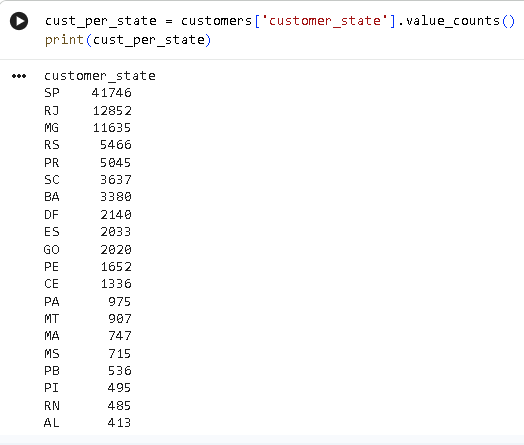 cust_per_state = customers['customer_state'].value_counts()
print(cust_per_state)
customer_state
SP 41746
RJ 12852
MG 11635
RS 5466
PR 5045
SC 3637
BA 3380
DF 2140
ES 2033
GO 2020
PE 1652
CE 1336
PA 975
MT 907
MA 747
MS 715
PB 536
PI 495
RN 485
AL 413